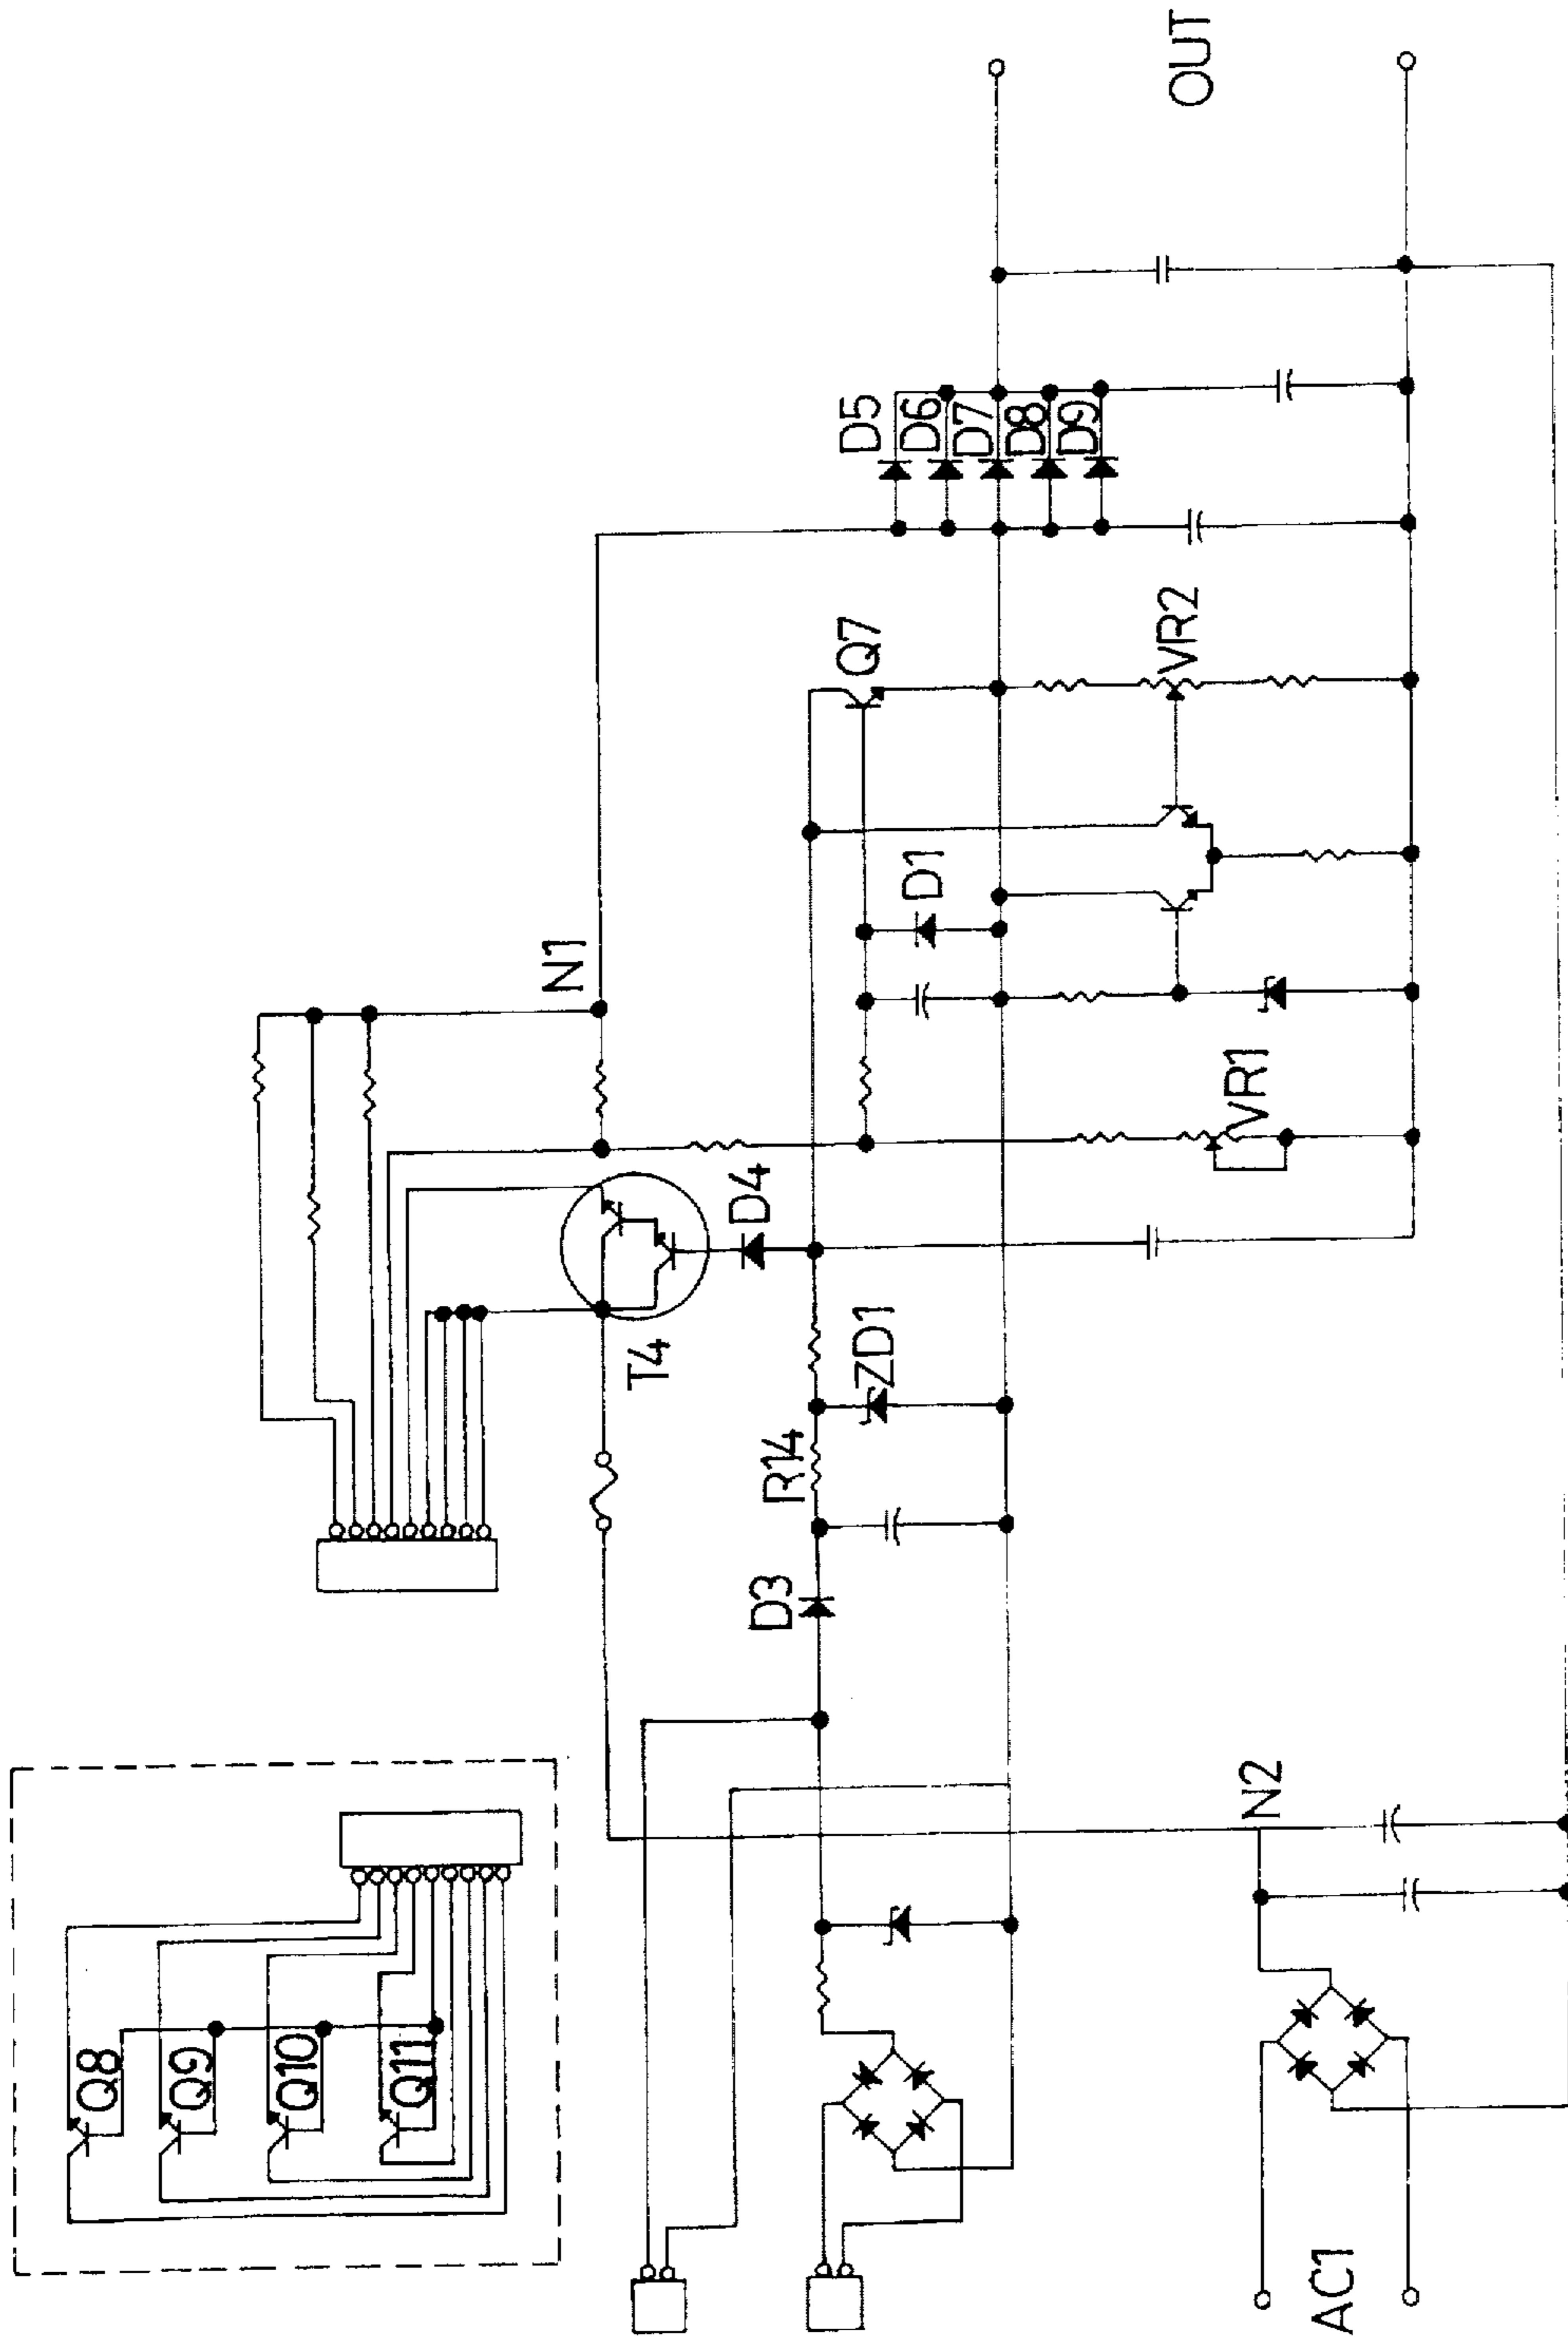 OUT
D5
D6
D7
D8
D9
Q7
VR2
D1
N1
VR1
D4
T4
ZD1
R14
D3
N2
Q8
Q9
Q10
Q11
AC1